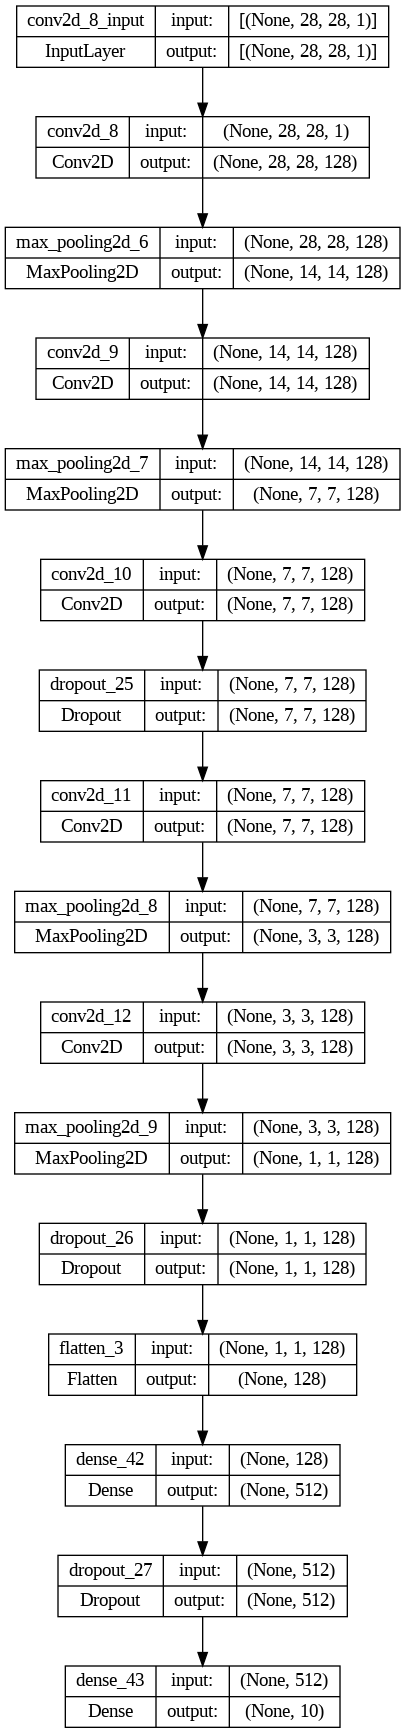 conv2d_8_input input: [(None, 28, 28, 1)]
InputLayer output: [(None, 28, 28, 1)]
conv2d_8 input: (None, 28, 28, 1)
Conv2D output: (None, 28, 28, 128)
max_pooling2d_6 input: (None, 28, 28, 128)
MaxPooling2D output: (None, 14, 14, 128)
conv2d_9 input: (None, 14, 14, 128)
Conv2D output: (None, 14, 14, 128)
max_pooling2d_7 input: (None, 14, 14, 128)
MaxPooling2D output: (None, 7, 7, 128)
conv2d_10 input: (None, 7, 7, 128)
Conv2D output: (None, 7, 7, 128)
dropout_25 input: (None, 7, 7, 128)
Dropout output: (None, 7, 7, 128)
conv2d_11 input: (None, 7, 7, 128)
Conv2D output: (None, 7, 7, 128)
max_pooling2d_8 input: (None, 7, 7, 128)
MaxPooling2D output: (None, 3, 3, 128)
conv2d_12 input: (None, 3, 3, 128)
Conv2D output: (None, 3, 3, 128)
max_pooling2d_9 input: (None, 3, 3, 128)
MaxPooling2D output: (None, 1, 1, 128)
dropout_26 input: (None, 1, 1, 128)
Dropout output: (None, 1, 1, 128)
flatten_3 input: (None, 1, 1, 128)
Flatten output: (None, 128)
dense_42 input: (None, 128)
Dense output: (None, 512)
dropout_27 input: (None, 512)
Dropout output: (None, 512)
dense_43 input: (None, 512)
Dense output: (None, 10)